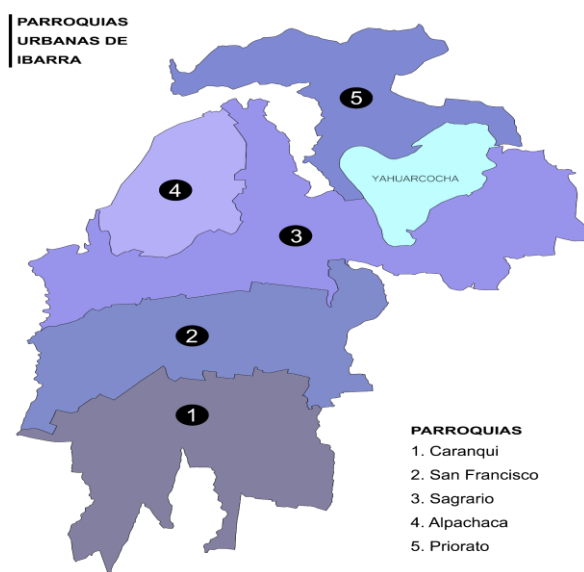 PARROQUIAS
URBANAS DE
IBARRA
5
YAHUARCOCHA
4
3
2
1
PARROQUIAS
1. Caranqui
2. San Francisco
3. Sagrario
4. Alpachaca
5. Priorato